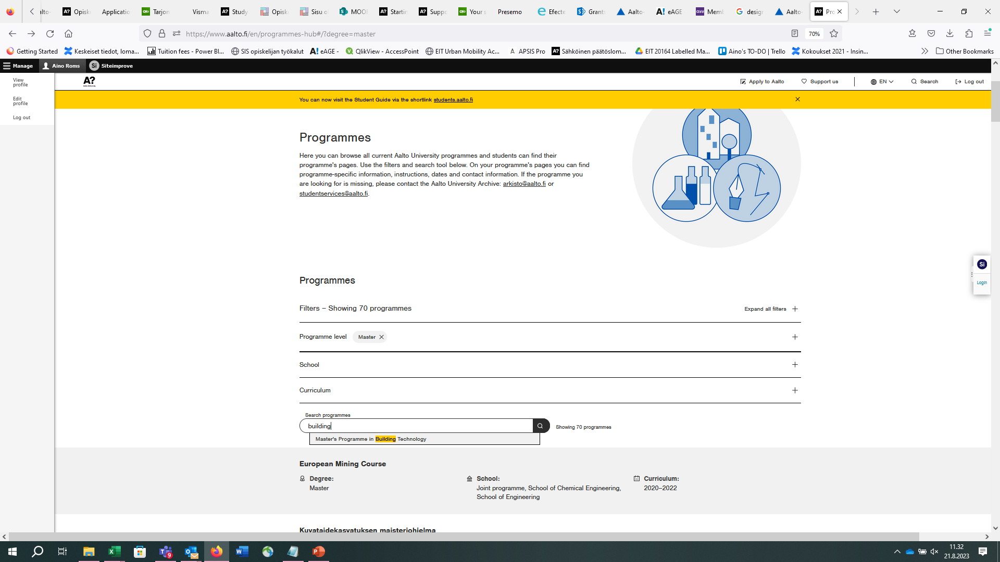 alto-
Opisk
Applicatio
Tarjon
Visma
Study
Opisk
Sisu o
MOOF
Startin
Suppo
Your s
Presemo
Efecte
Grants
Aalto-
eAGE
Memb
design
Aalto-
Pro
https://www.aalto.fi/en/programmes-hub#/?degree=master
70%
Getting Started
Keskeiset tiedot, loma...
Tuition fees - Power Bl...
SIS opiskelijan työkalut
A! eAGE -
QlikView - AccessPoint
EIT Urban Mobility Ac...
APSIS Pro
Sähköinen päätöslom...
EIT 20164 Labelled Ma...
Aino's TO-DO | Trello
Kokoukset 2021 - Insin...
Other Bookmarks
Manage
Aino Roms
Si Siteimprove
View profile
Edit profile
Log out
A?
Aalto University
Apply to Aalto
Support us
EN
Search
Log out
You can now visit the Student Guide via the shortlink students.aalto.fi
Programmes
Here you can browse all current Aalto University programmes and students can find their
programme's pages. Use the filters and search tool below. On your programme's pages you can find
programme-specific information, instructions, dates and contact information. If the programme you
are looking for is missing, please contact the Aalto University Archive: arkisto@aalto.fi or
studentservices@aalto.fi.
Si
Login
Programmes
Filters – Showing 70 programmes
Expand all filters
Programme level Master
School
Curriculum
Search programmes
building
Showing 70 programmes
Master's Programme in Building Technology
European Mining Course
Degree:
Master
School:
Joint programme, School of Chemical Engineering,
School of Engineering
Curriculum:
2020–2022
Kuvataidekasvatuksen maisteriohjelma
9
11.32
21.8.2023